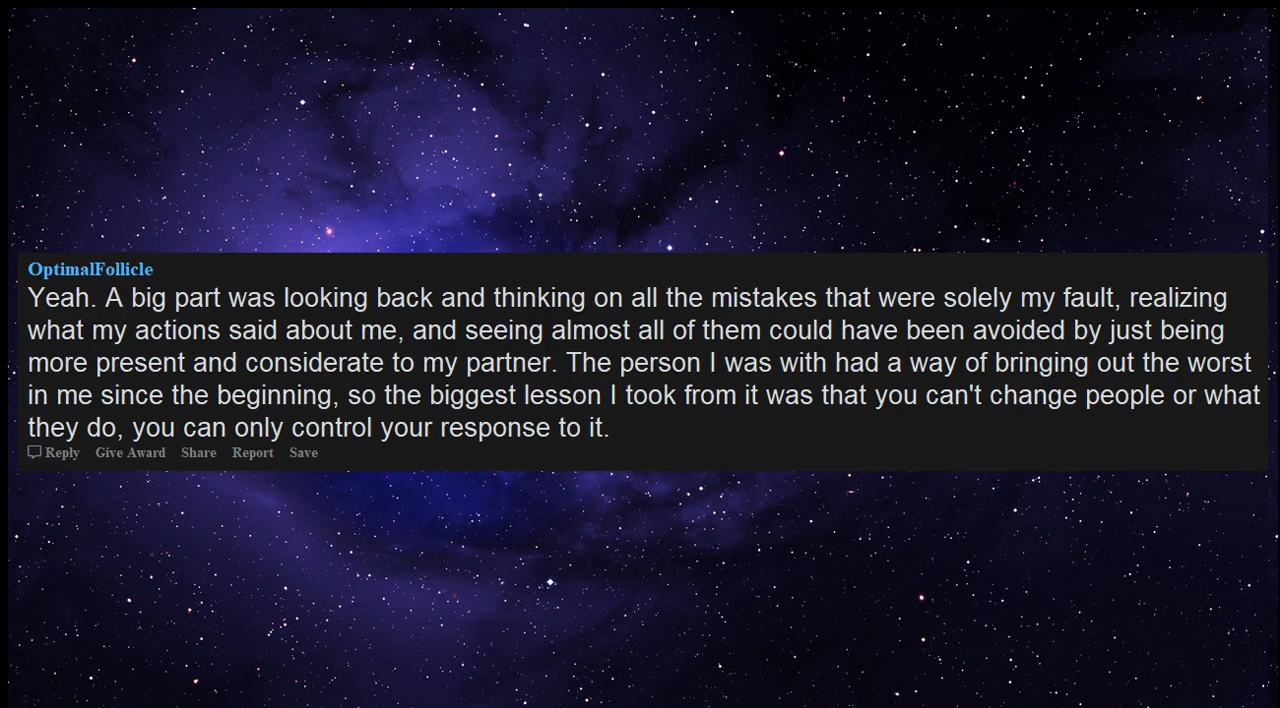 OptimalFollicle
Yeah. A big part was looking back and thinking on all the mistakes that were solely my fault, realizing
what my actions said about me, and seeing almost all of them could have been avoided by just being
more present and considerate to my partner. The person I was with had a way of bringing out the worst
in me since the beginning, so the biggest lesson I took from it was that you can't change people or what
they do, you can only control your response to it.
Reply Give Award Share Report Save